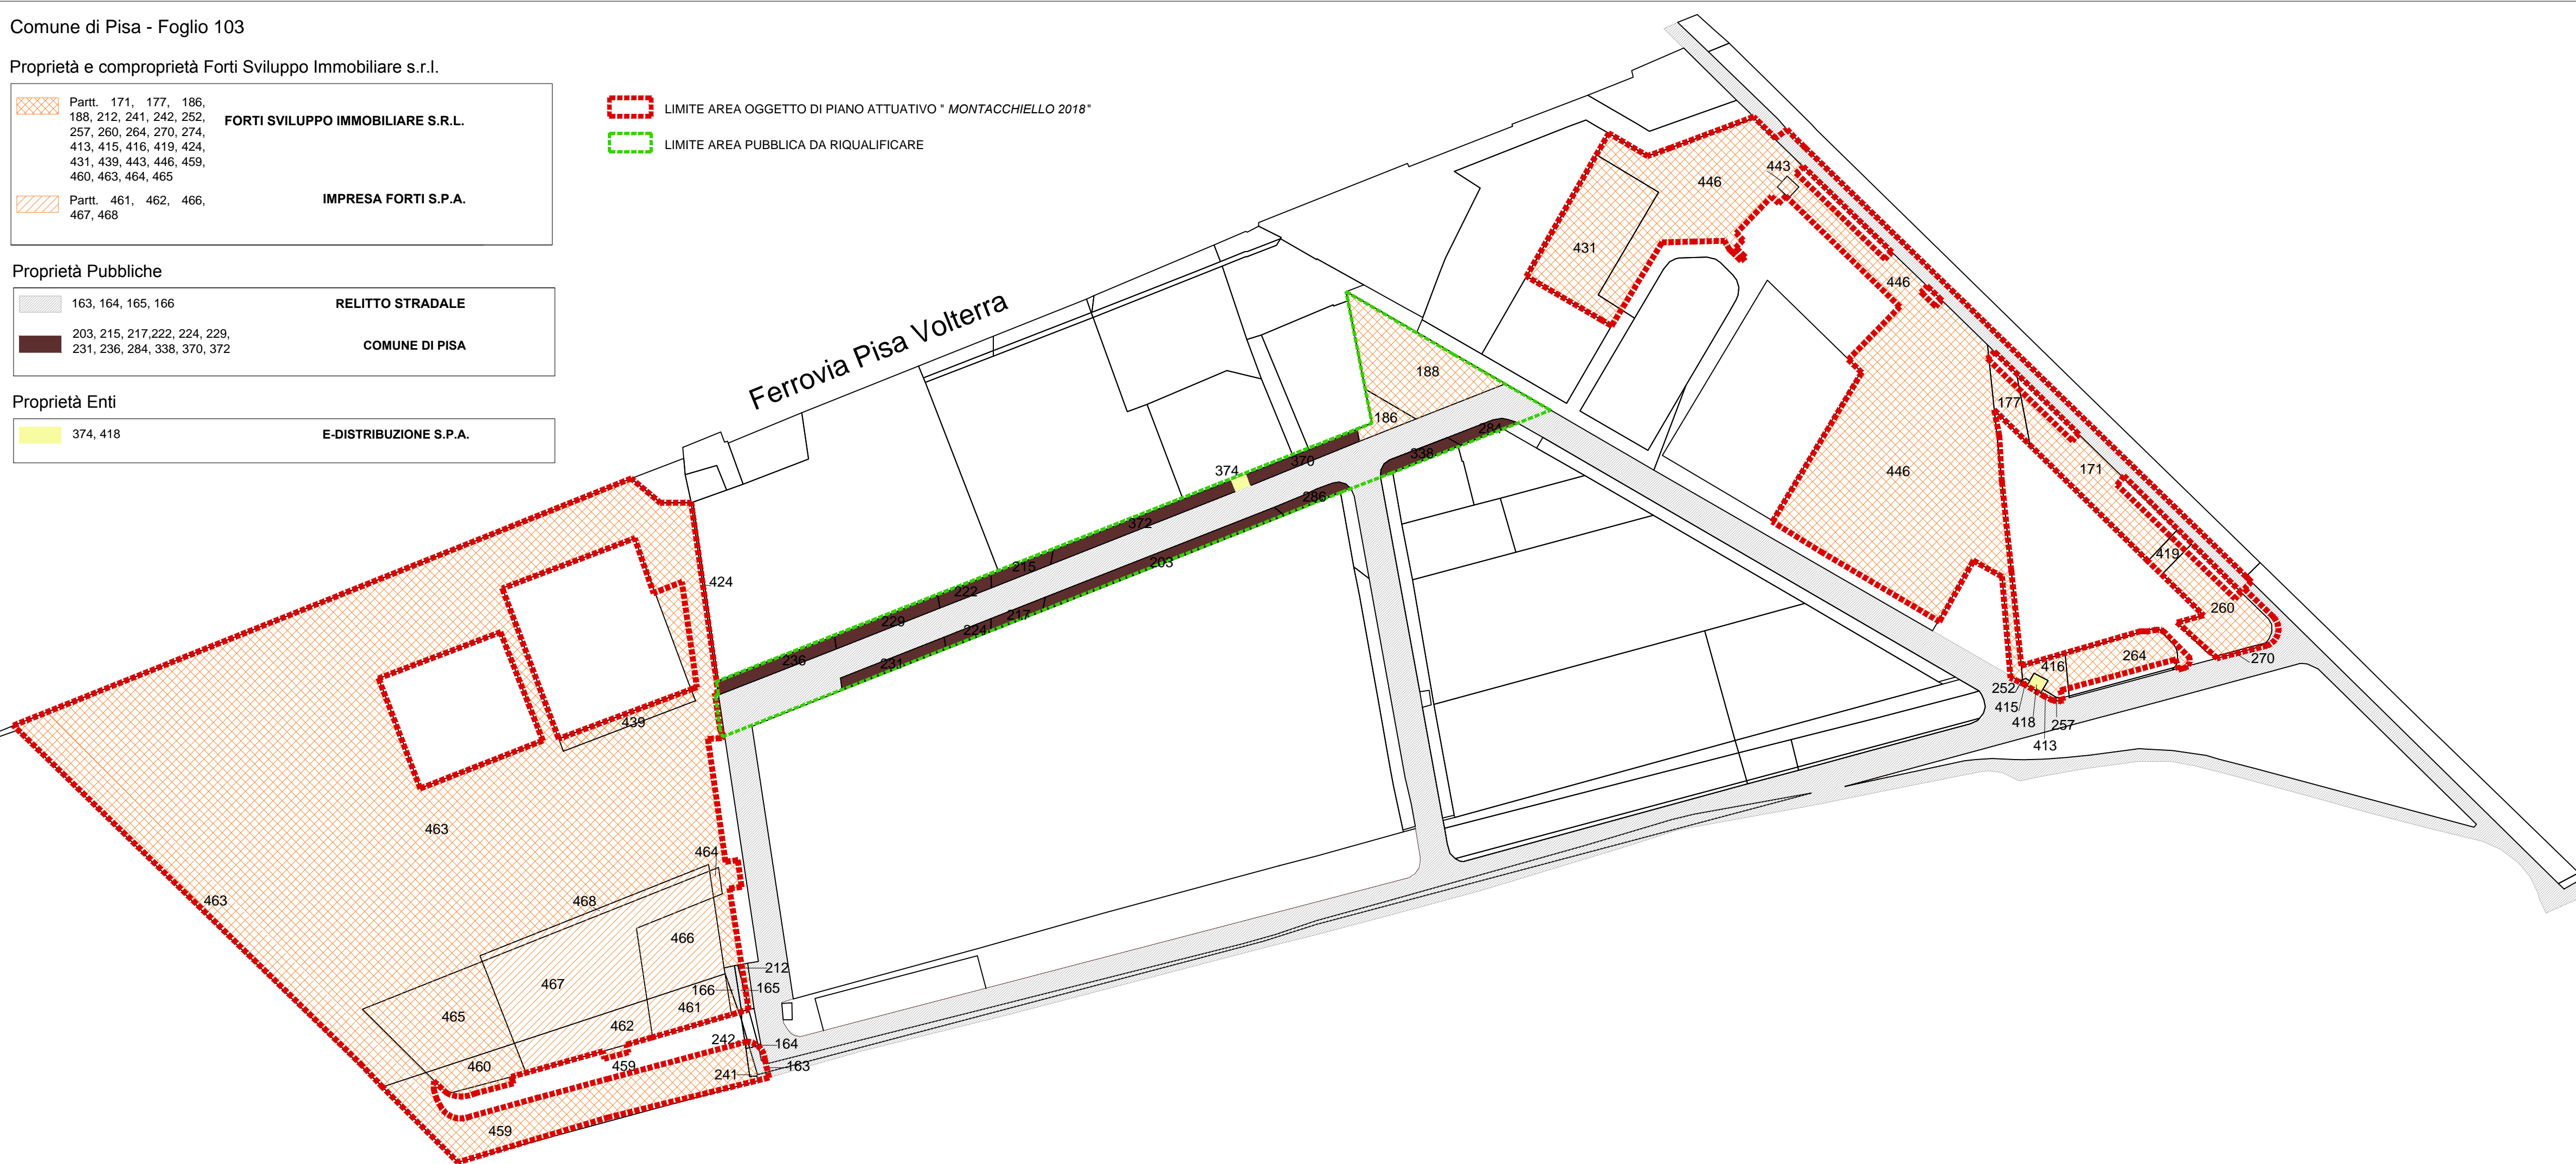 Comune di Pisa - Foglio 103
Proprietà e comproprietà Forti Sviluppo Immobiliare s.r.l.
Partt. 171, 177, 186,
188, 212, 241, 242, 252,
257, 260, 264, 270, 274,
413, 415, 416, 419, 424,
431, 439, 443, 446, 459,
460, 463, 464, 465
FORTI SVILUPPO IMMOBILIARE S.R.L.
Partt. 461, 462, 466,
467, 468
IMPRESA FORTI S.P.A.
Proprietà Pubbliche
163, 164, 165, 166
RELITTO STRADALE
203, 215, 217,222, 224, 229,
231, 236, 284, 338, 370, 372
COMUNE DI PISA
Proprietà Enti
374, 418
E-DISTRIBUZIONE S.P.A.
LIMITE AREA OGGETTO DI PIANO ATTUATIVO " MONTACCHIELLO 2018"
LIMITE AREA PUBBLICA DA RIQUALIFICARE
Ferrovia Pisa Volterra
443
446
431
446
188
177
186
284
338
370
374
446
171
286
372
419
203
215
424
222
260
217
229
224
264
270
236
231
416
252
415
439
418
257
413
463
464
463
468
466
212
467
166
165
461
465
462
242
164
460
459
163
241
459